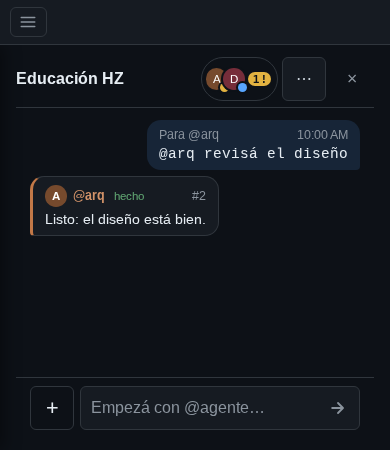 Educación HZ
A D 1!
...
×
Para @arq 10:00 AM
@arq revisá el diseño
A @arq hecho #2
Listo: el diseño está bien.
+ Empezá con @agente… →